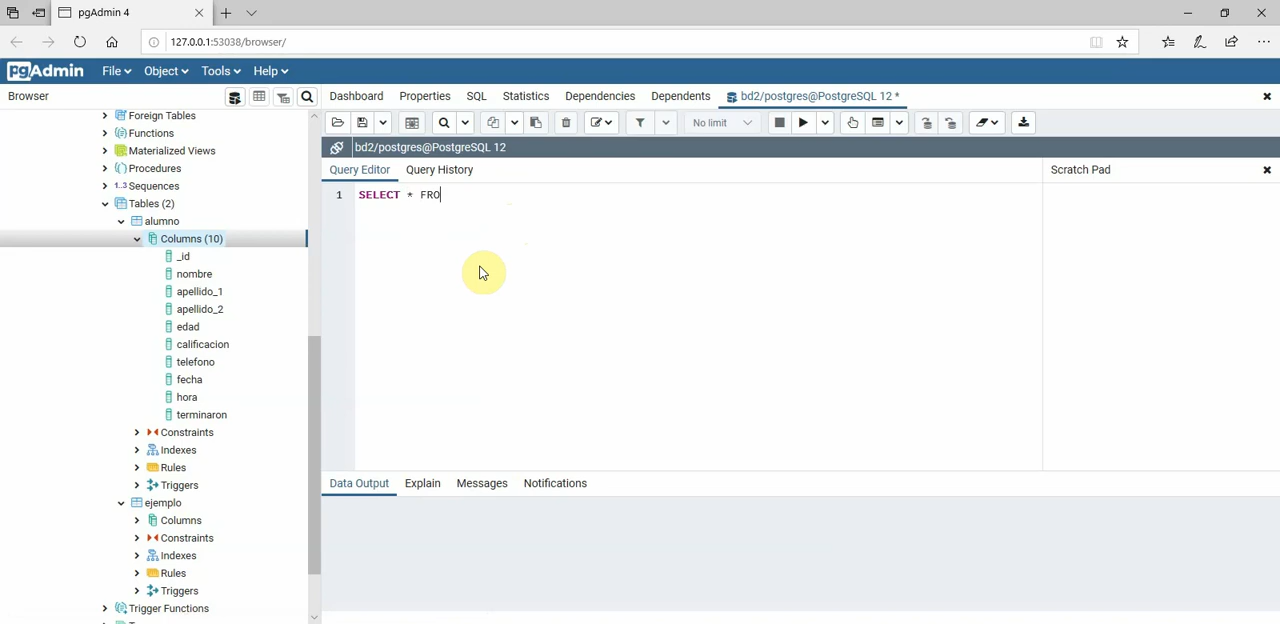 pgAdmin 4
127.0.0.1:53038/browser/
pgAdmin File Object Tools Help
Browser
Dashboard Properties SQL Statistics Dependencies Dependents bd2/postgres@PostgreSQL 12 *
No limit
bd2/postgres@PostgreSQL 12
Query Editor Query History
Scratch Pad
1 SELECT * FRO
Foreign Tables
Functions
Materialized Views
Procedures
1..3 Sequences
Tables (2)
alumno
Columns (10)
_id
nombre
apellido_1
apellido_2
edad
calificacion
telefono
fecha
hora
terminaron
Constraints
Indexes
Rules
Triggers
ejemplo
Columns
Constraints
Indexes
Rules
Triggers
Trigger Functions
Data Output Explain Messages Notifications